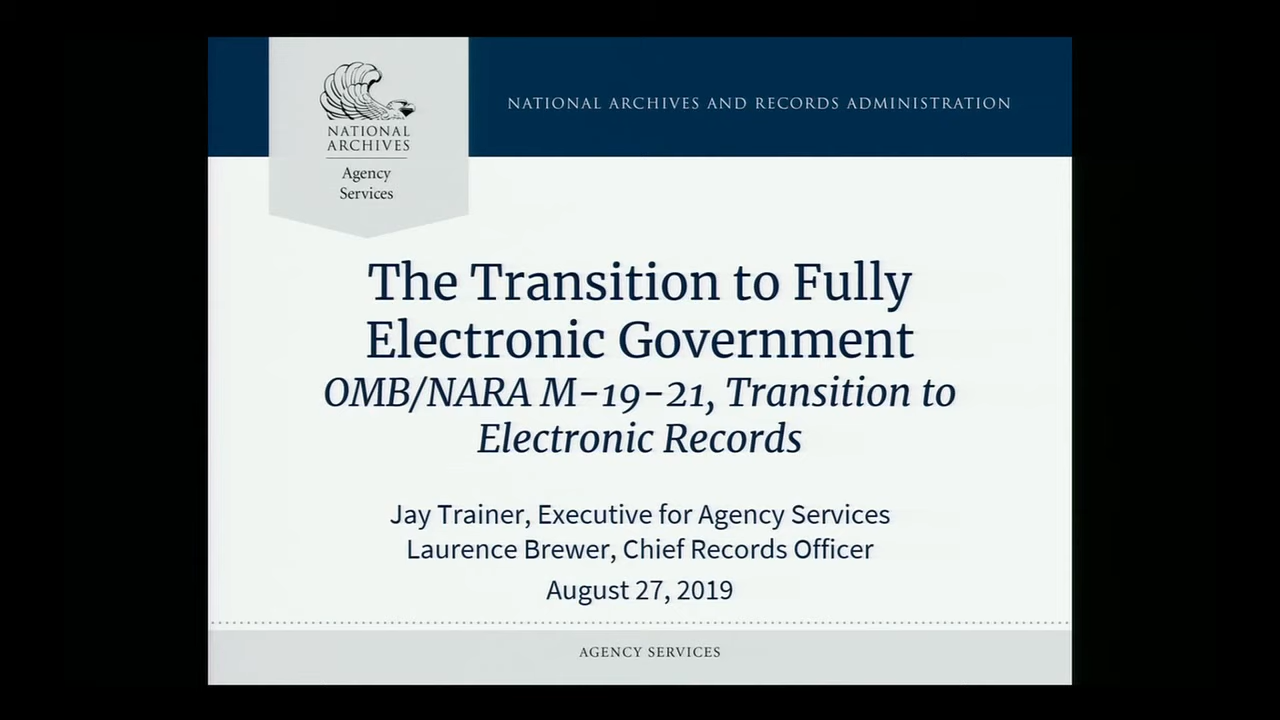 NATIONAL ARCHIVES AND RECORDS ADMINISTRATION
NATIONAL
ARCHIVES
Agency
Services
The Transition to Fully
Electronic Government
OMB/NARA M-19-21, Transition to
Electronic Records
Jay Trainer, Executive for Agency Services
Laurence Brewer, Chief Records Officer
August 27, 2019
AGENCY SERVICES